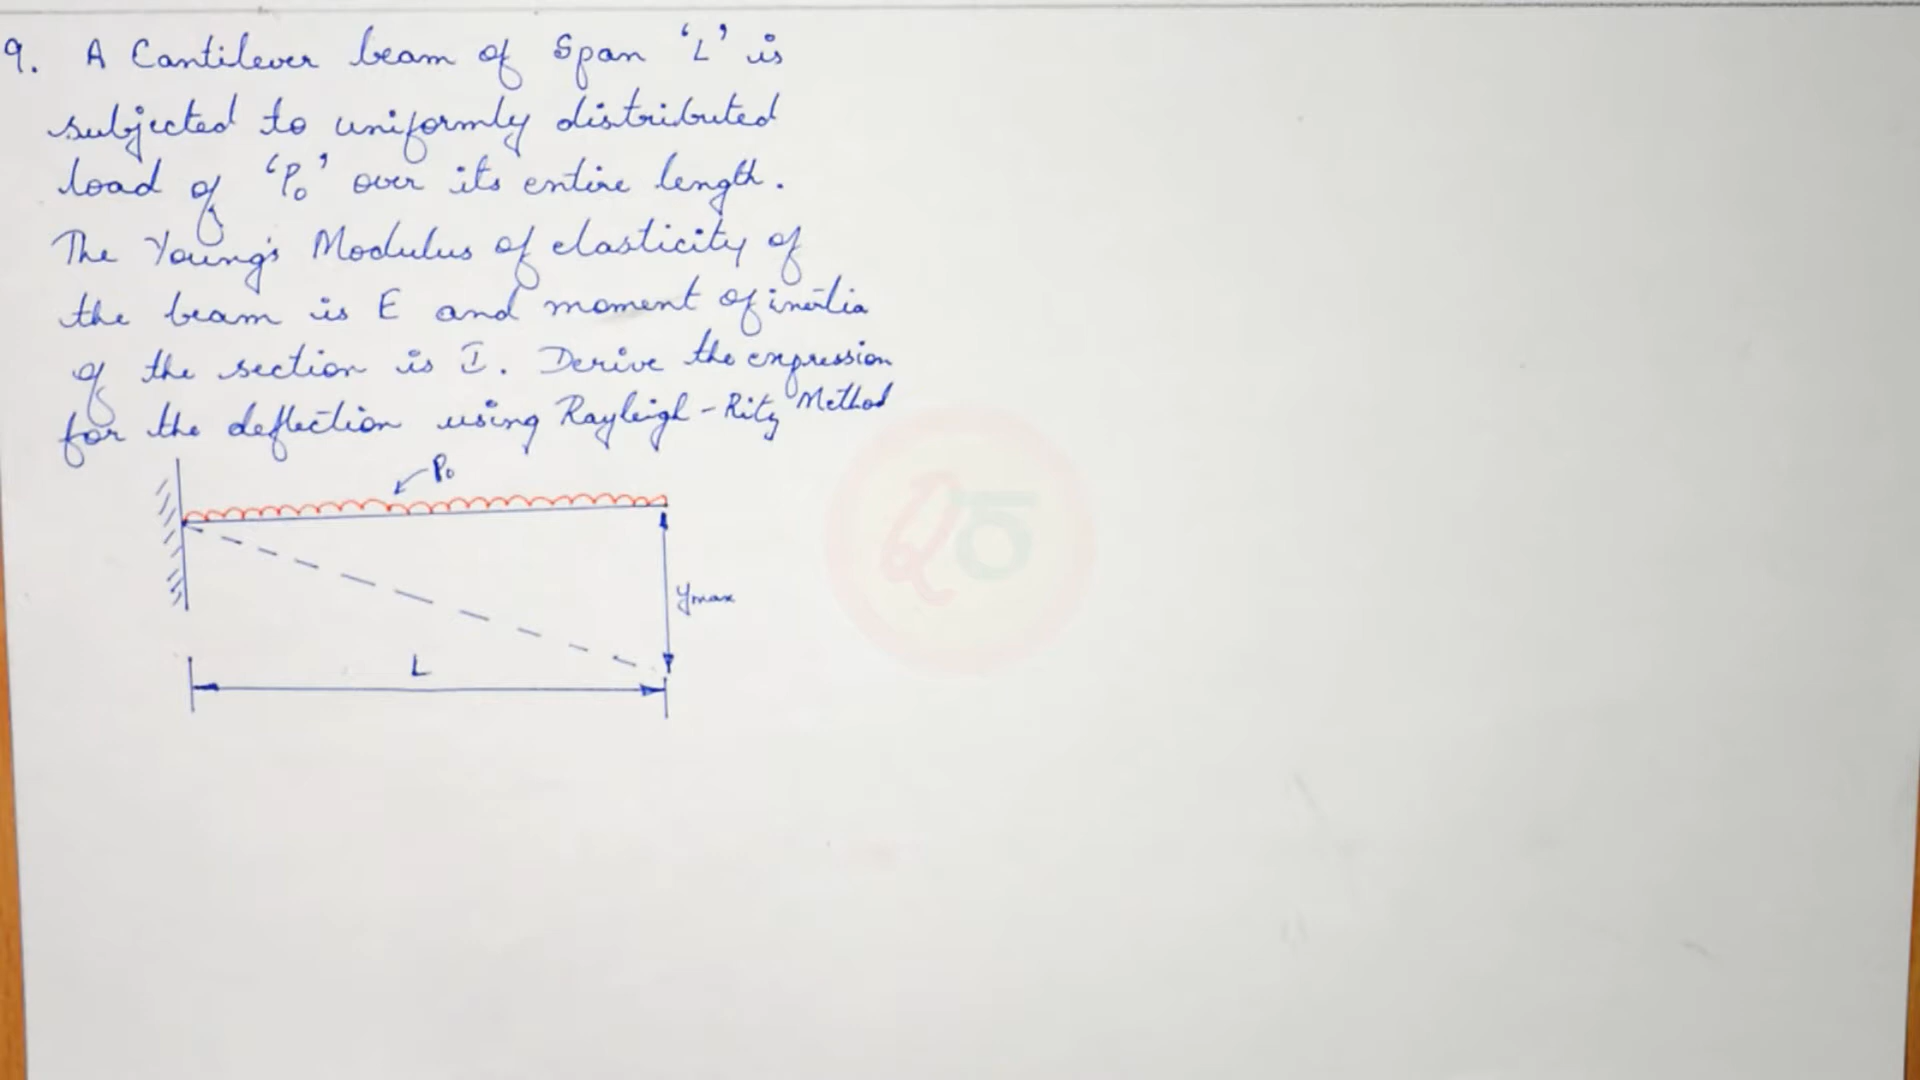 9. A Cantilever beam of Span 'L' is
subjected to uniformly distributed
load of 'P₀' over its entire length.
The Young's Modulus of elasticity of
the beam is E and moment of inertia
of the section is I. Derive the expression
for the deflection using Rayleigh-Ritz Method
P₀
ymax
L